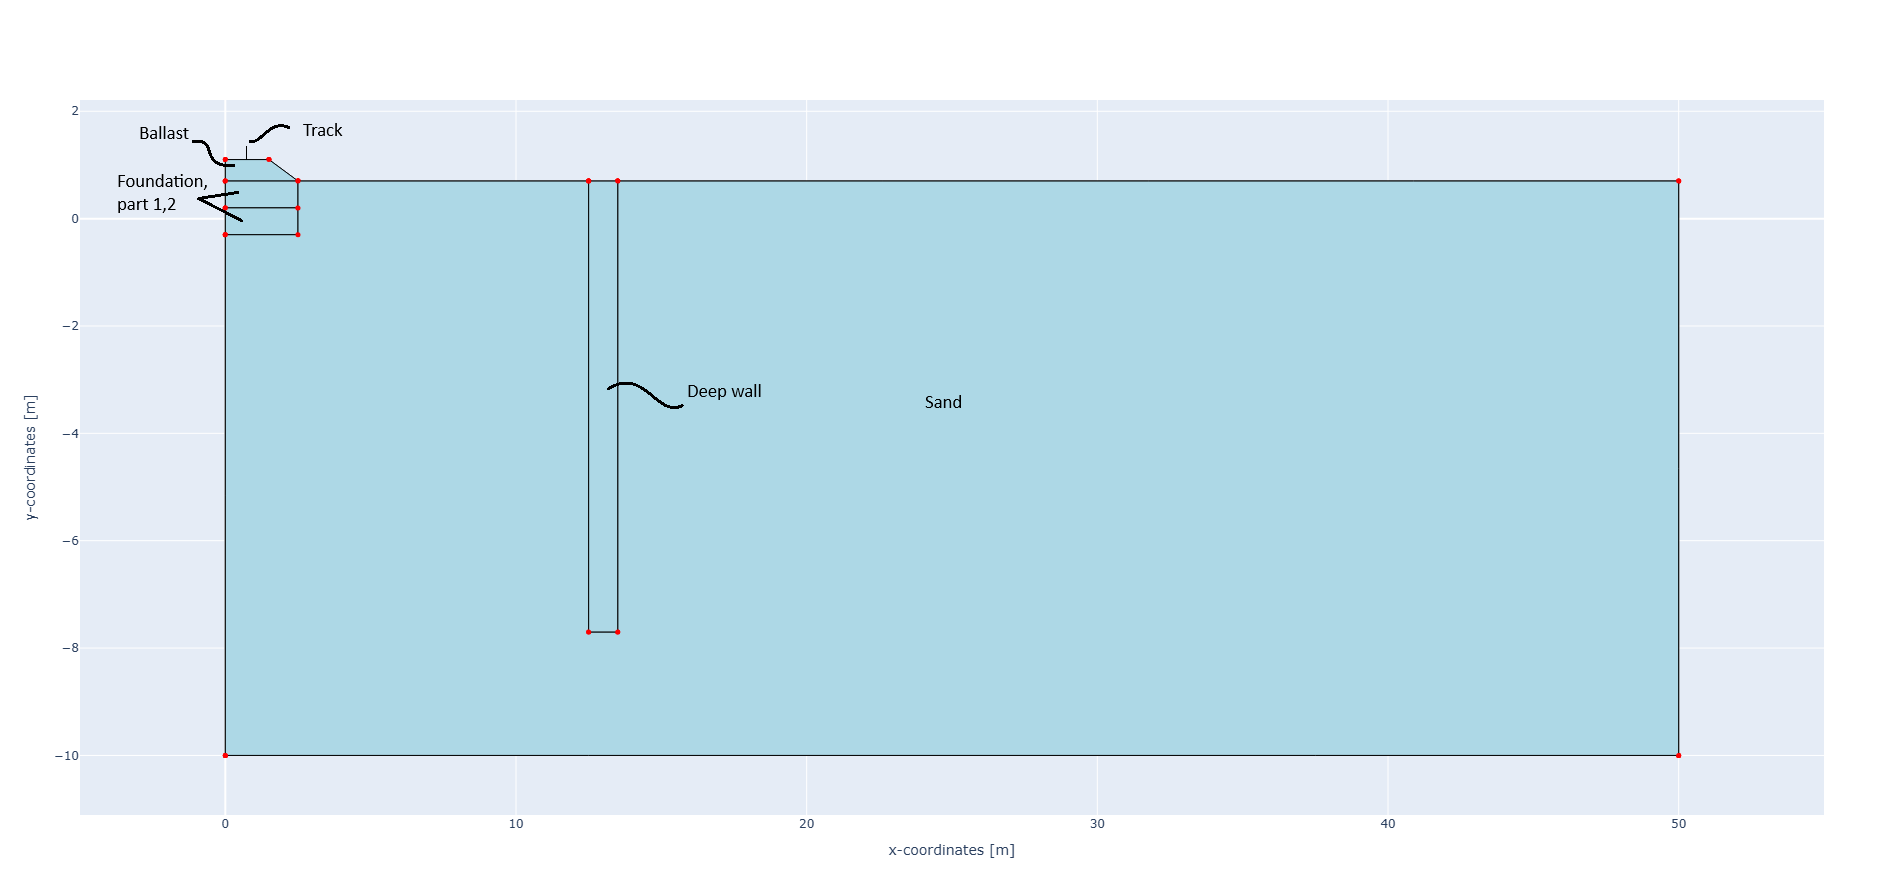 2
Ballast
Track
Foundation,
part 1,2
0
−2
Deep wall
Sand
−4
y-coordinates [m]
−6
−8
−10
0
10
20
30
40
50
x-coordinates [m]